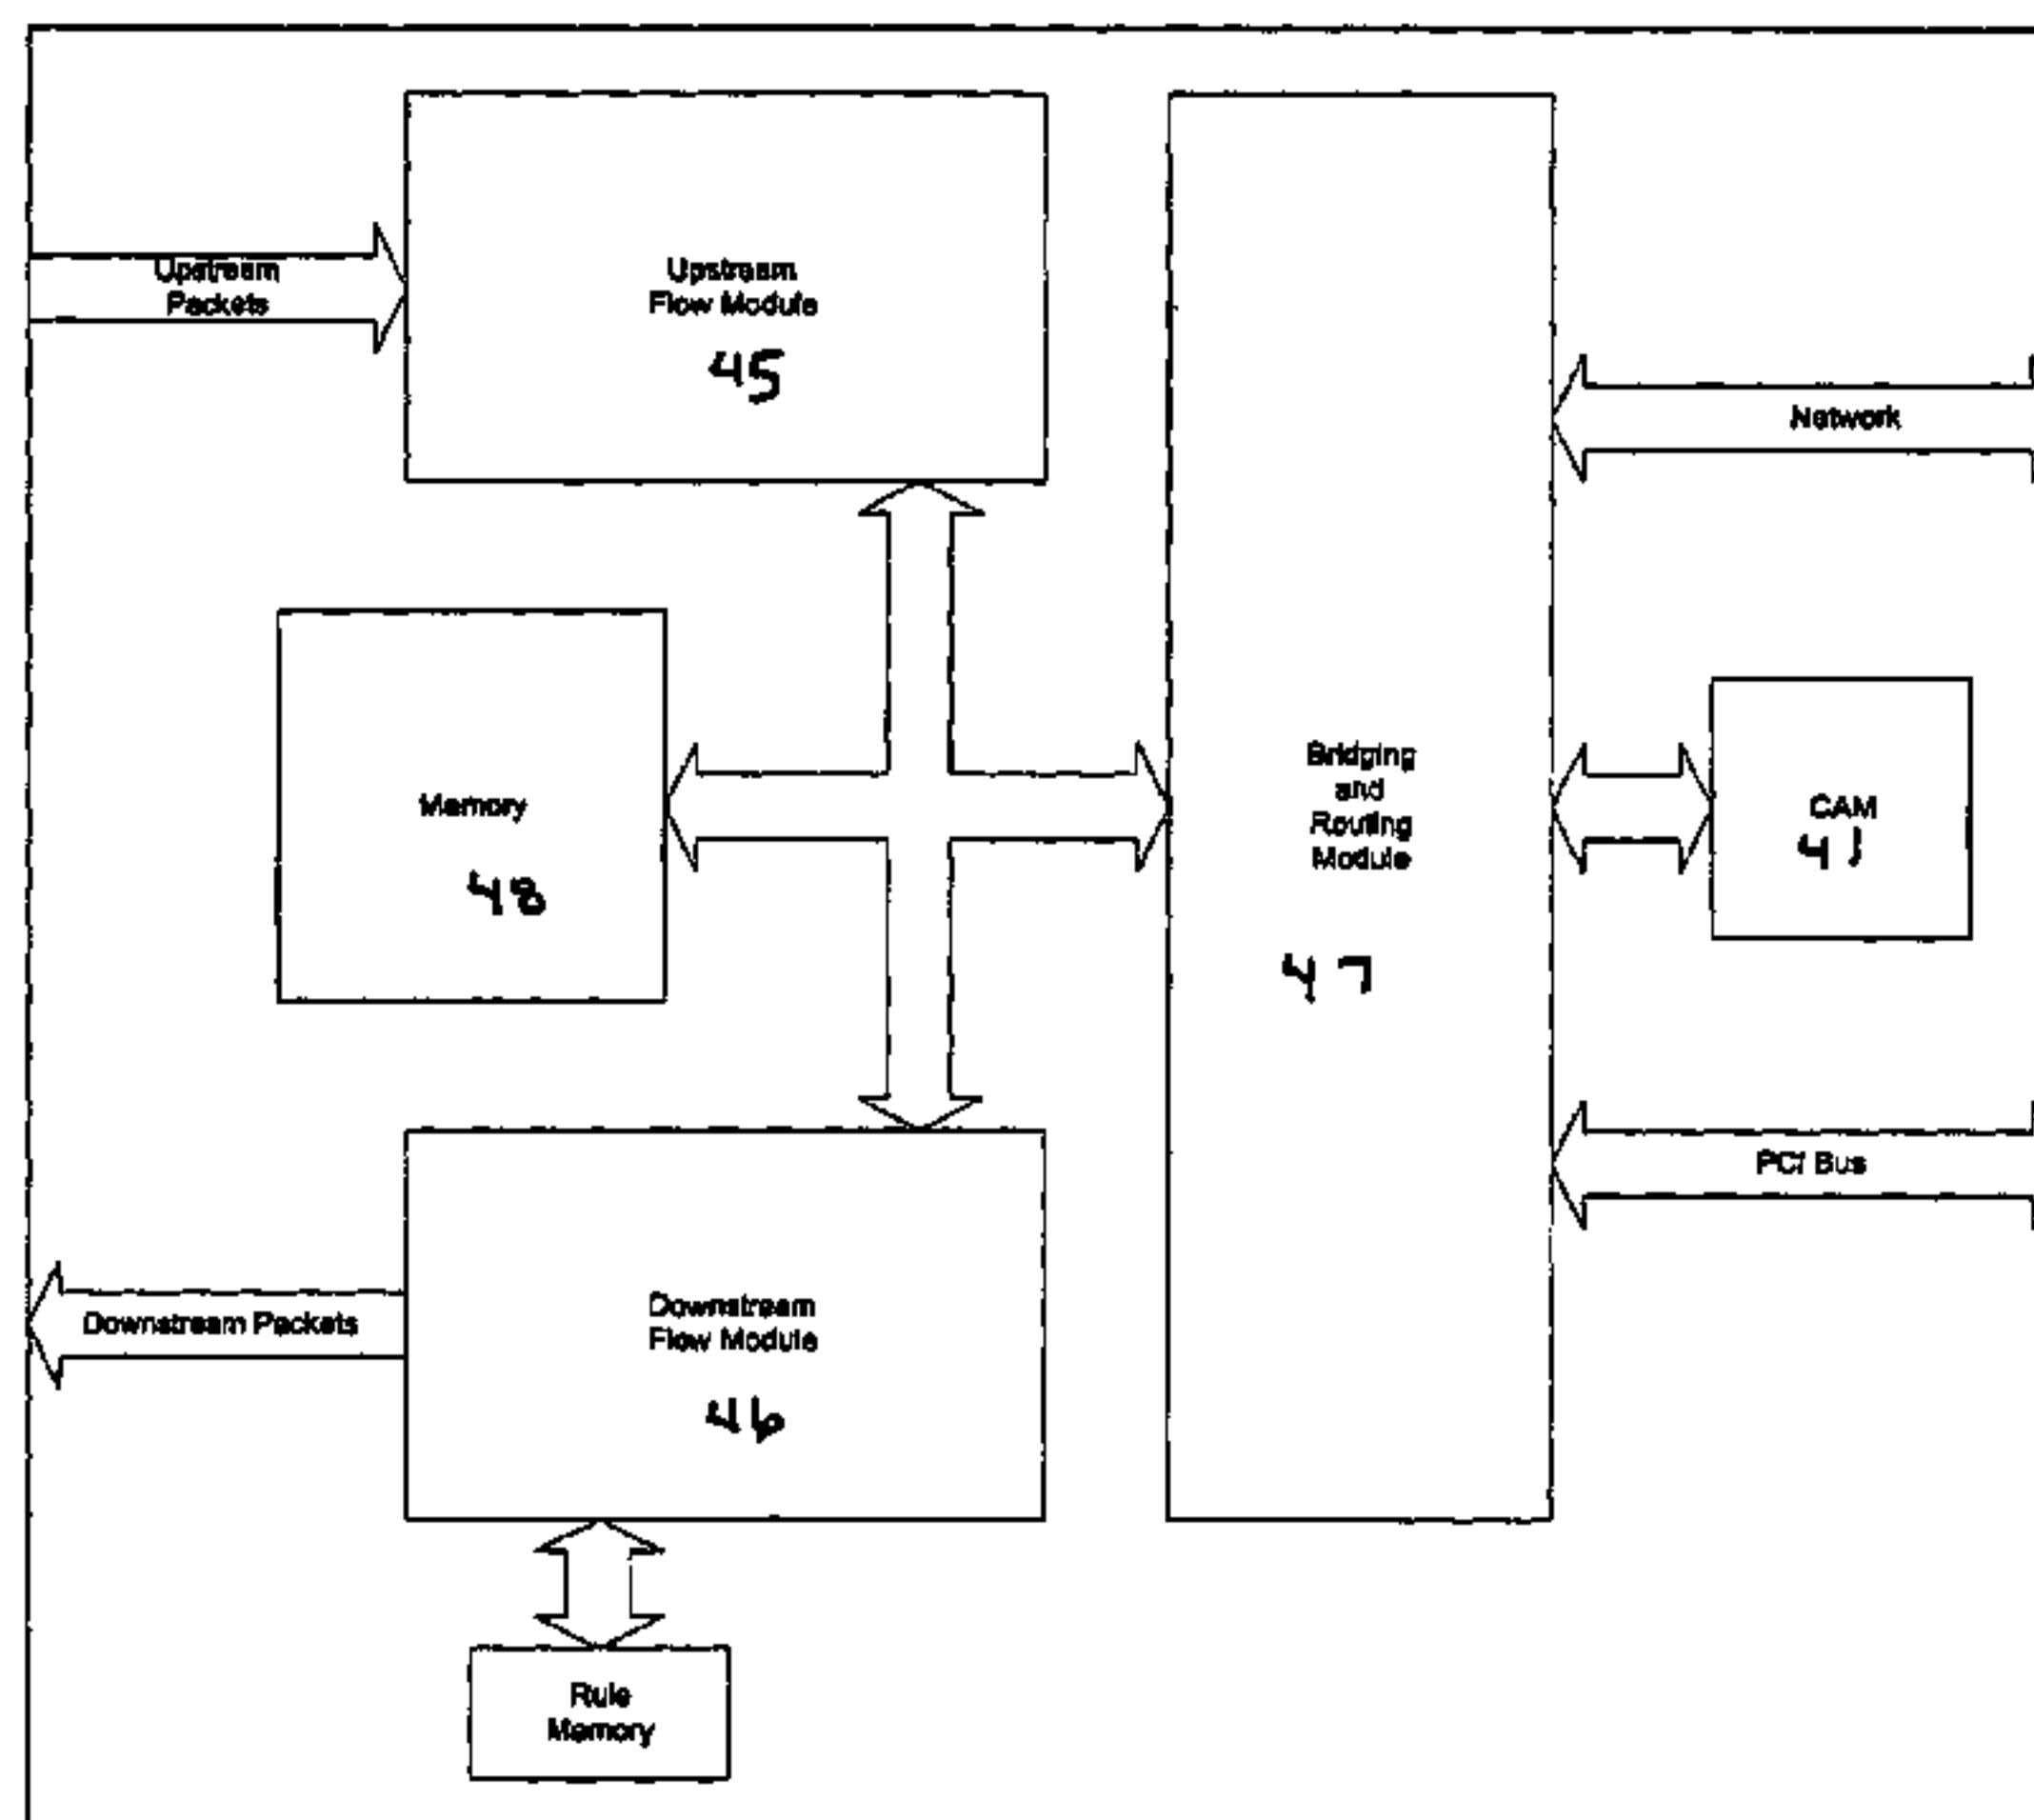 Upstream
Packets
Upstream
Flow Module
45
Network
Memory
48
Bridging
and
Routing
Module
47
CAM
41
PCI Bus
Downstream Packets
Downstream
Flow Module
46
Rule
Memory